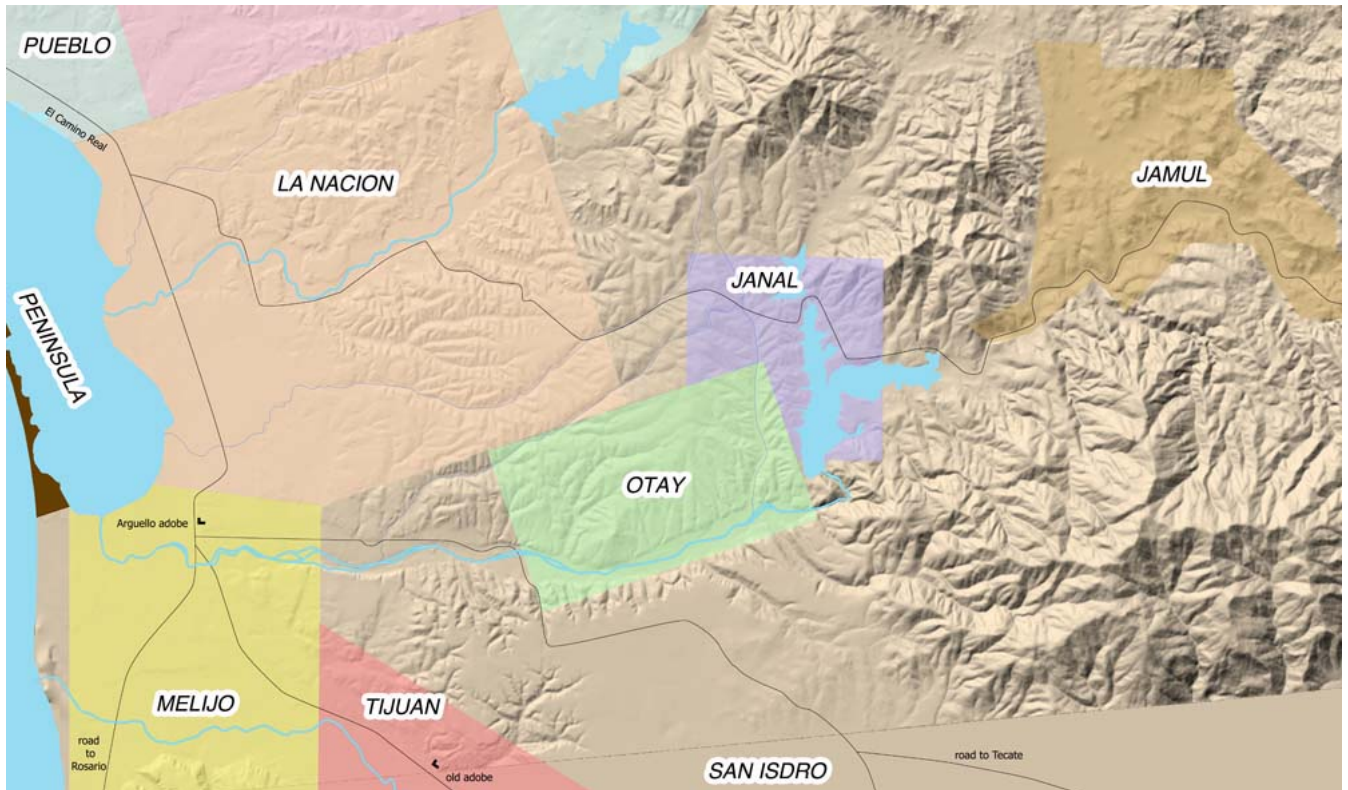 PUEBLO
El Camino Real
LA NACION
JAMUL
JANAL
PENINSULA
OTAY
Arguello adobe
MELIJO
TIJUAN
road
to
Rosario
old adobe
SAN ISDRO
road to Tecate